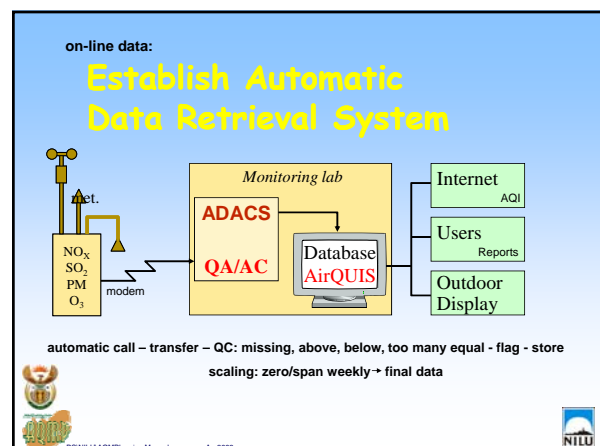 on-line data:
Establish Automatic
Data Retrieval System
met.
NOX
SO2
PM
O3
modem
Monitoring lab
ADACS
QA/AC
Database
AirQUIS
Internet
AQI
Users
Reports
Outdoor
Display
automatic call – transfer – QC: missing, above, below, too many equal - flag - store
scaling: zero/span weekly→ final data
NILU